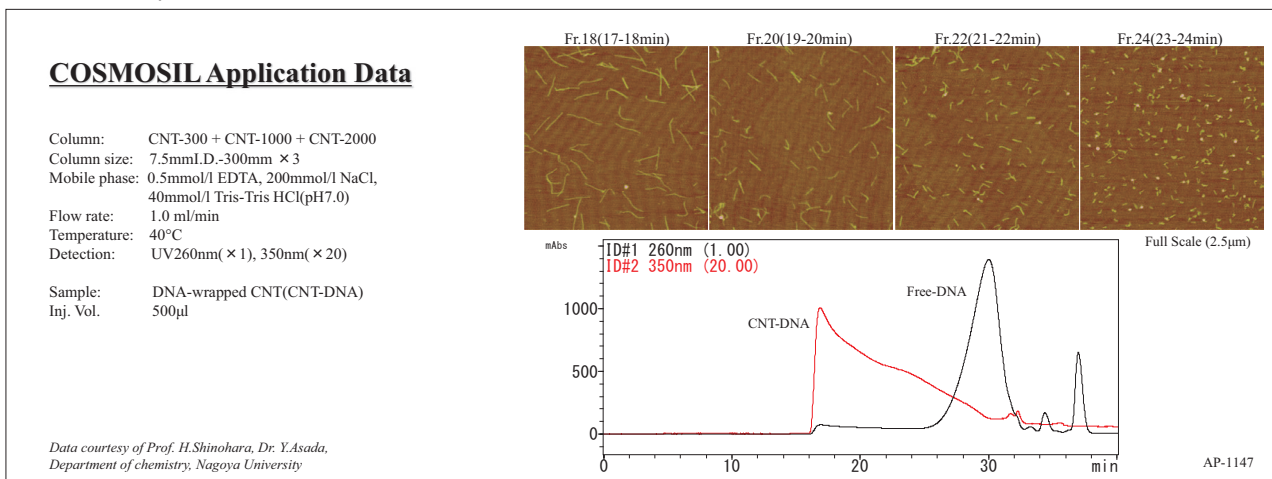 COSMOSIL Application Data
Column: CNT-300 + CNT-1000 + CNT-2000
Column size: 7.5mmI.D.-300mm ×3
Mobile phase: 0.5mmol/l EDTA, 200mmol/l NaCl,
40mmol/l Tris-Tris HCl(pH7.0)
Flow rate: 1.0 ml/min
Temperature: 40°C
Detection: UV260nm(×1), 350nm(×20)
Sample: DNA-wrapped CNT(CNT-DNA)
Inj. Vol. 500μl
Data courtesy of Prof. H.Shinohara, Dr. Y.Asada,
Department of chemistry, Nagoya University
Fr.18(17-18min) Fr.20(19-20min) Fr.22(21-22min) Fr.24(23-24min)
Full Scale (2.5μm)
mAbs
ID#1 260nm (1.00)
ID#2 350nm (20.00)
Free-DNA
CNT-DNA
1000
500
0
0 10 20 30 min
AP-1147